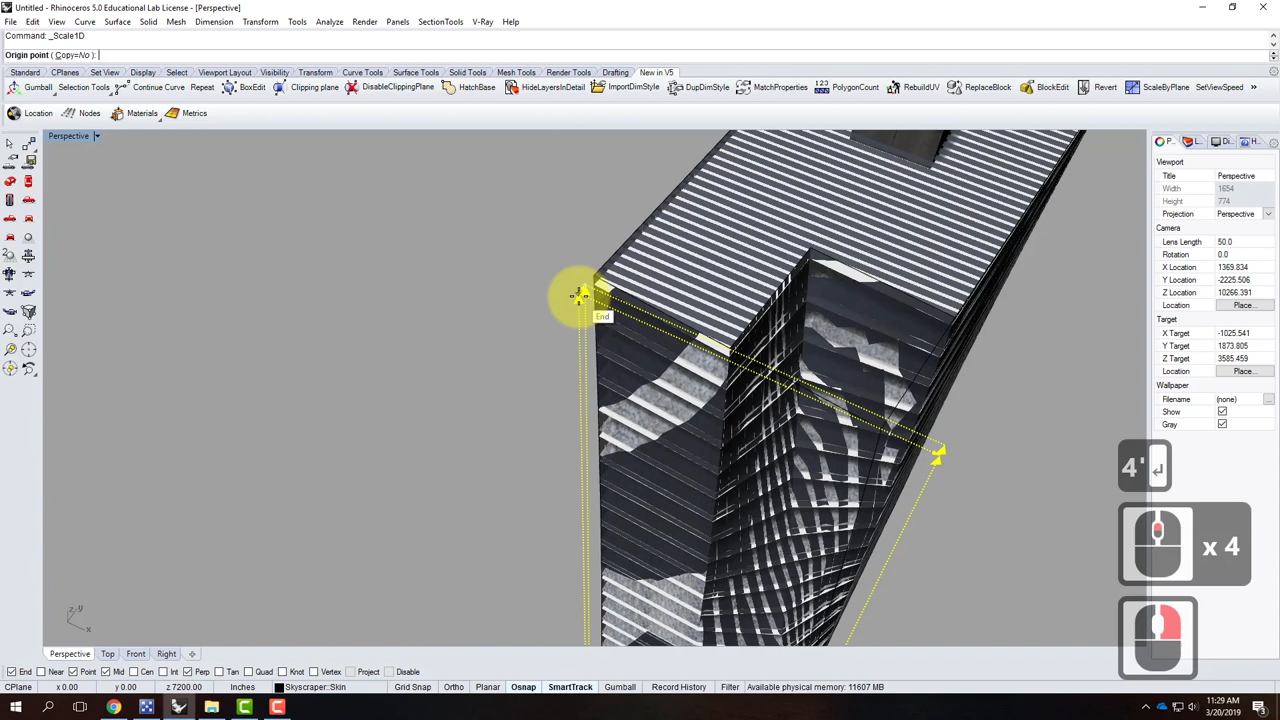 Untitled - Rhinoceros 5.0 Educational Lab License - [Perspective]
File Edit View Curve Surface Solid Mesh Dimension Transform Tools Analyze Render Panels SectionTools V-Ray Help
Command: _Scale1D
Origin point ( Copy=No ):
Standard CPlanes Set View Display Select Viewport Layout Visibility Transform Curve Tools Surface Tools Solid Tools Mesh Tools Render Tools Drafting New in V5
Gumball Selection Tools Continue Curve Repeat BoxEdit Clipping plane DisableClippingPlane HatchBase HideLayersInDetail ImportDimStyle DupDimStyle MatchProperties PolygonCount RebuildUV ReplaceBlock BlockEdit Revert ScaleByPlane SetViewSpeed »
Location Nodes Materials Metrics
Perspective
P... L... Di... H...
Viewport
Title Perspective
Width 1654
Height 774
Projection Perspective
Camera
Lens Length 50.0
Rotation 0.0
X Location 1369.834
Y Location -2225.506
Z Location 10266.391
Location Place...
Target
X Target -1025.541
Y Target 1873.805
Z Target 3585.459
Location Place...
Wallpaper
Filename (none) ...
Show
Gray
End
4'
x 4
z y
x
Perspective Top Front Right
End Near Point Mid Cen Int Perp Tan Quad Knot Vertex Project Disable
CPlane x 0.00 y 0.00 z 7200.00 Inches Skyscraper:Skin Grid Snap Ortho Planar Osnap SmartTrack Gumball Record History Filter Available physical memory: 11607 MB
11:29 AM
3/20/2019